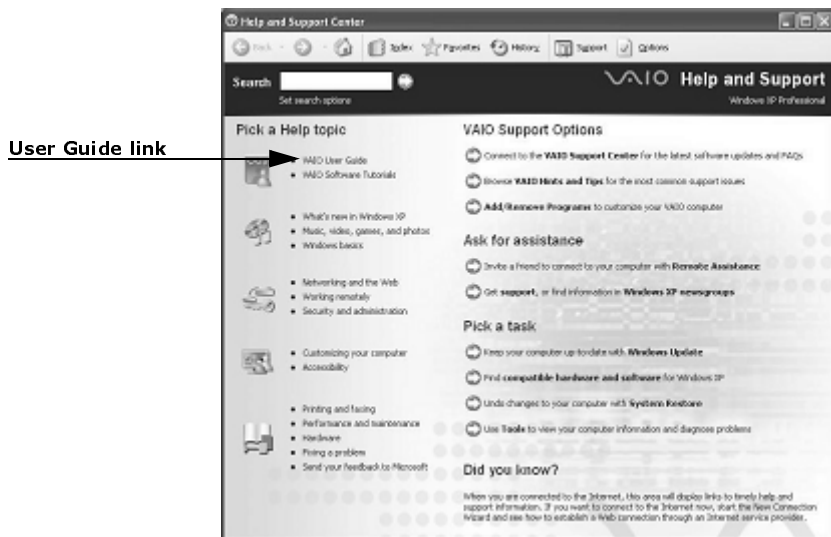 Help and Support Center
Back
Index
Favorites
History
Support
Options
Search
Set search options
VAIO Help and Support
Windows XP Professional
User Guide link
Pick a Help topic
VAIO User Guide
VAIO Software Tutorials
What's new in Windows XP
Music, video, games, and photos
Windows basics
Networking and the Web
Working remotely
Security and administration
Customizing your computer
Accessibility
Printing and faxing
Performance and maintenance
Hardware
Fixing a problem
Send your feedback to Microsoft
VAIO Support Options
Connect to the VAIO Support Center for the latest software updates and FAQs
Browse VAIO Hints and Tips for the most common support issues
Add/Remove Programs to customize your VAIO computer
Ask for assistance
Invite a friend to connect to your computer with Remote Assistance
Get support, or find information in Windows XP newsgroups
Pick a task
Keep your computer up-to-date with Windows Update
Find compatible hardware and software for Windows XP
Undo changes to your computer with System Restore
Use Tools to view your computer information and diagnose problems
Did you know?
When you are connected to the Internet, this area will display links to timely help and
support information. If you want to connect to the Internet now, start the New Connection
Wizard and see how to establish a Web connection through an Internet service provider.